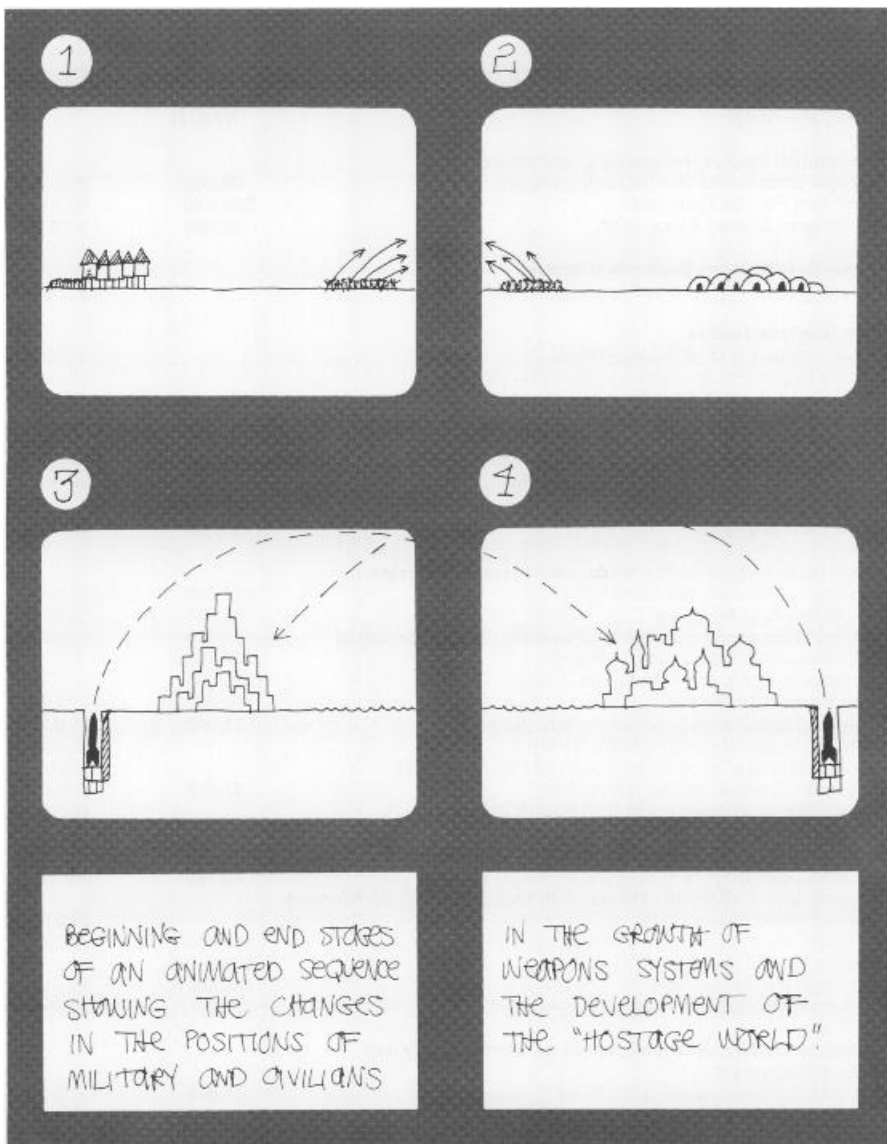 1
2
3
4
BEGINNING AND END STAGES
OF AN ANIMATED SEQUENCE
SHOWING THE CHANGES
IN THE POSITIONS OF
MILITARY AND CIVILIANS
IN THE GROWTH OF
WEAPONS SYSTEMS AND
THE DEVELOPMENT OF
THE "HOSTAGE WORLD".